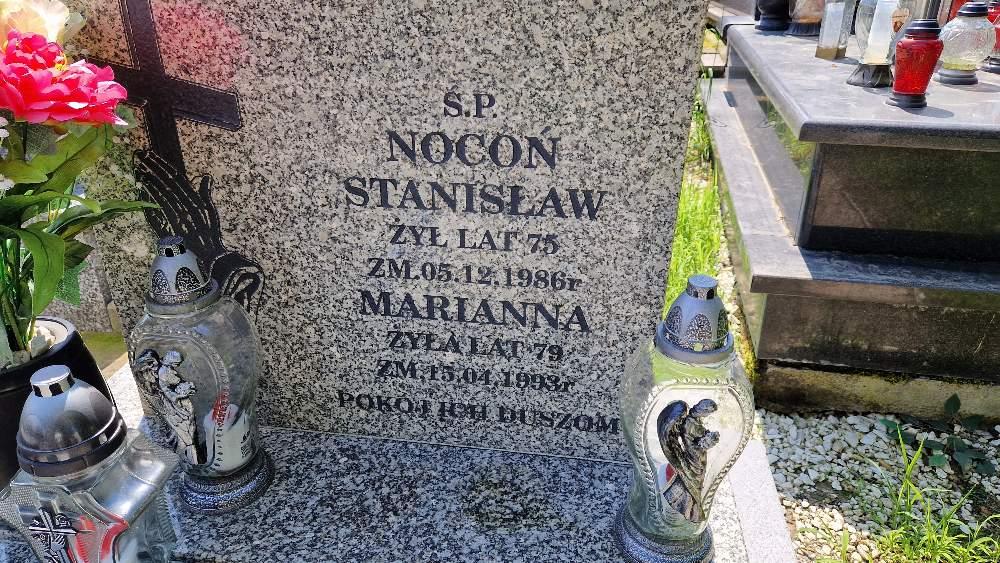 Ś.P.
NOCOŃ
STANISŁAW
ŻYŁ LAT 75
ZM. 05.12.1986r
MARIANNA
ŻYŁA LAT 79
ZM. 15.04.1993r
POKÓJ ICH DUSZOM